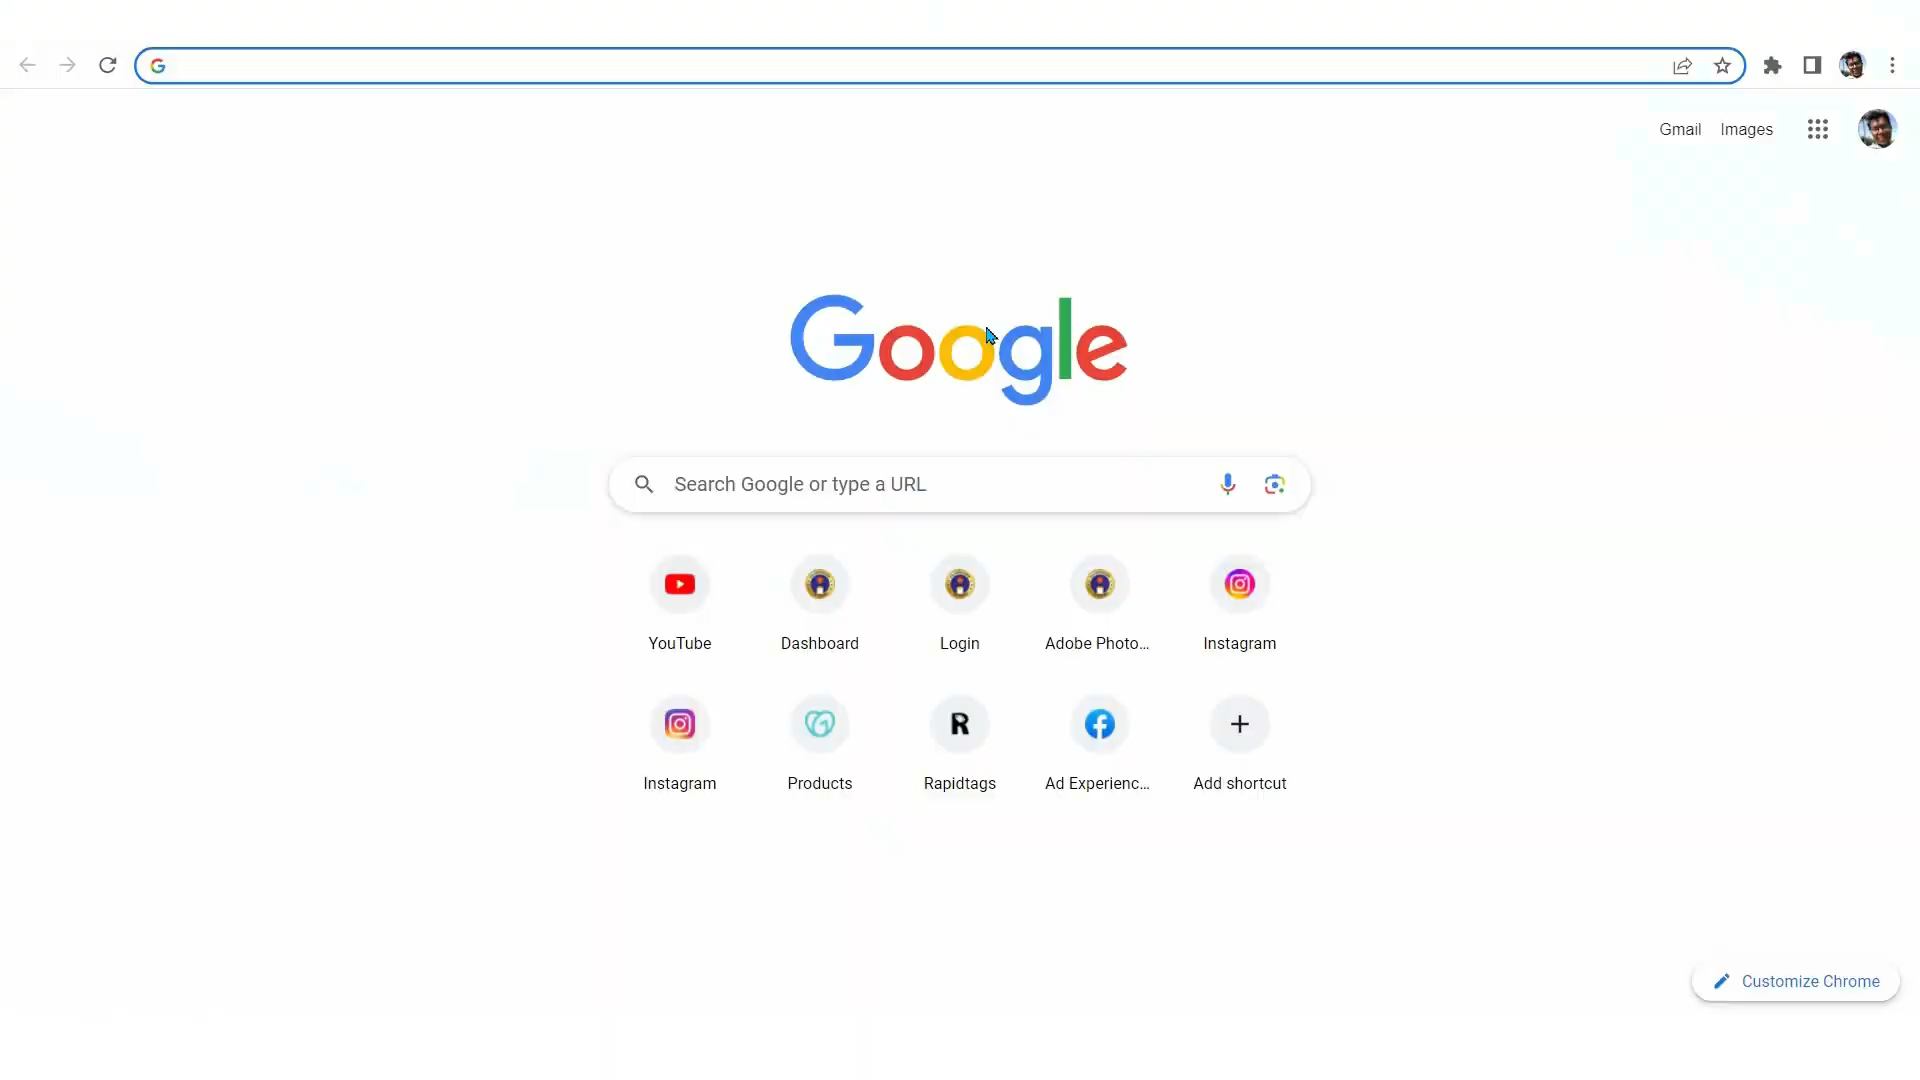 Gmail Images
Google
Search Google or type a URL
YouTube Dashboard Login Adobe Photo... Instagram
R
Instagram Products Rapidtags Ad Experienc... Add shortcut
Customize Chrome